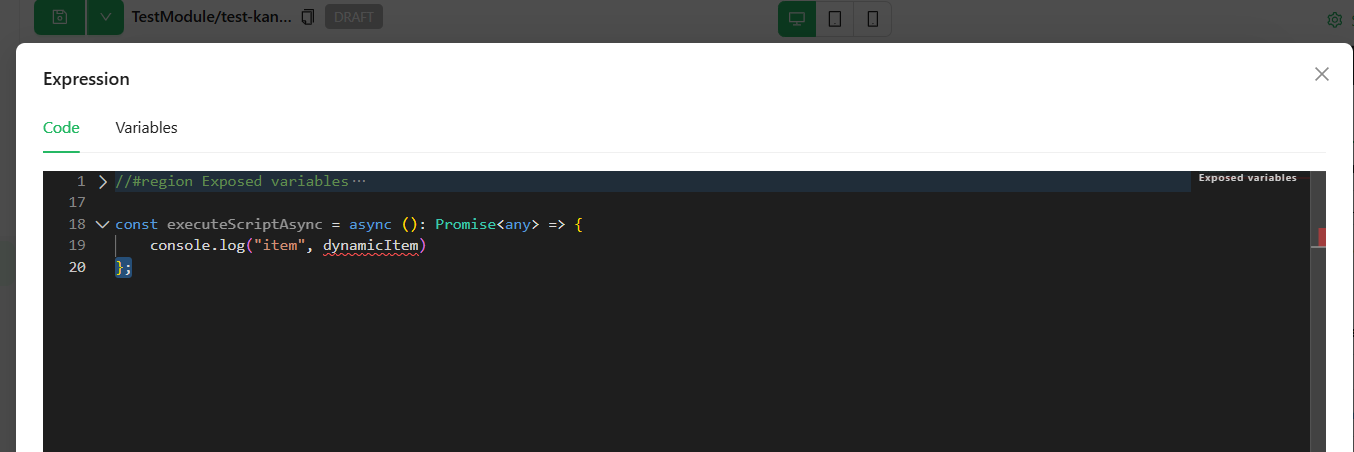 TestModule/test-kan...
DRAFT
Expression
Code
Variables
1 //#region Exposed variables ···
17
18 const executeScriptAsync = async (): Promise<any> => {
19 console.log("item", dynamicItem)
20 };
Exposed variables